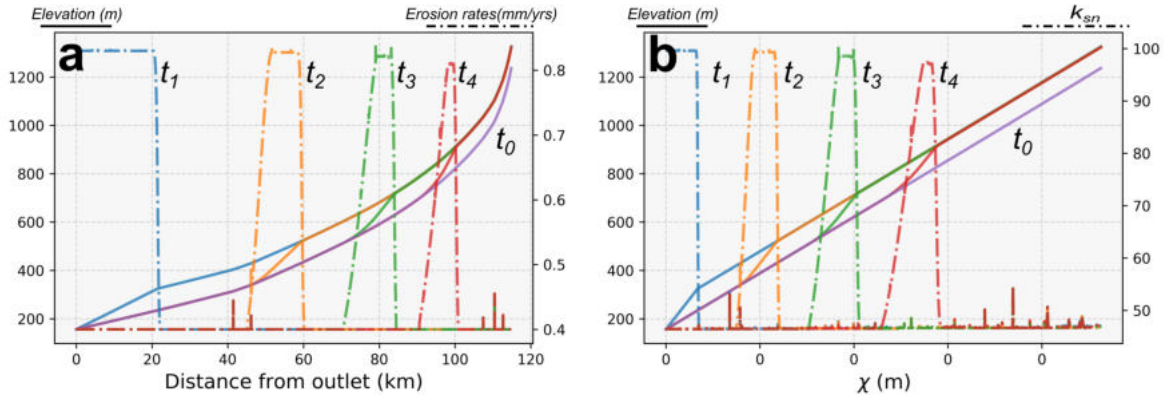 Elevation (m) Erosion rates(mm/yrs)
a t1 t2 t3 t4 t0
1200
1000
800
600
400
200
0.8
0.7
0.6
0.5
0.4
0 20 40 60 80 100 120
Distance from outlet (km)
Elevation (m) ksn
b t1 t2 t3 t4 t0
1200
1000
800
600
400
200
100
90
80
70
60
50
0 0 0 0 0
χ (m)